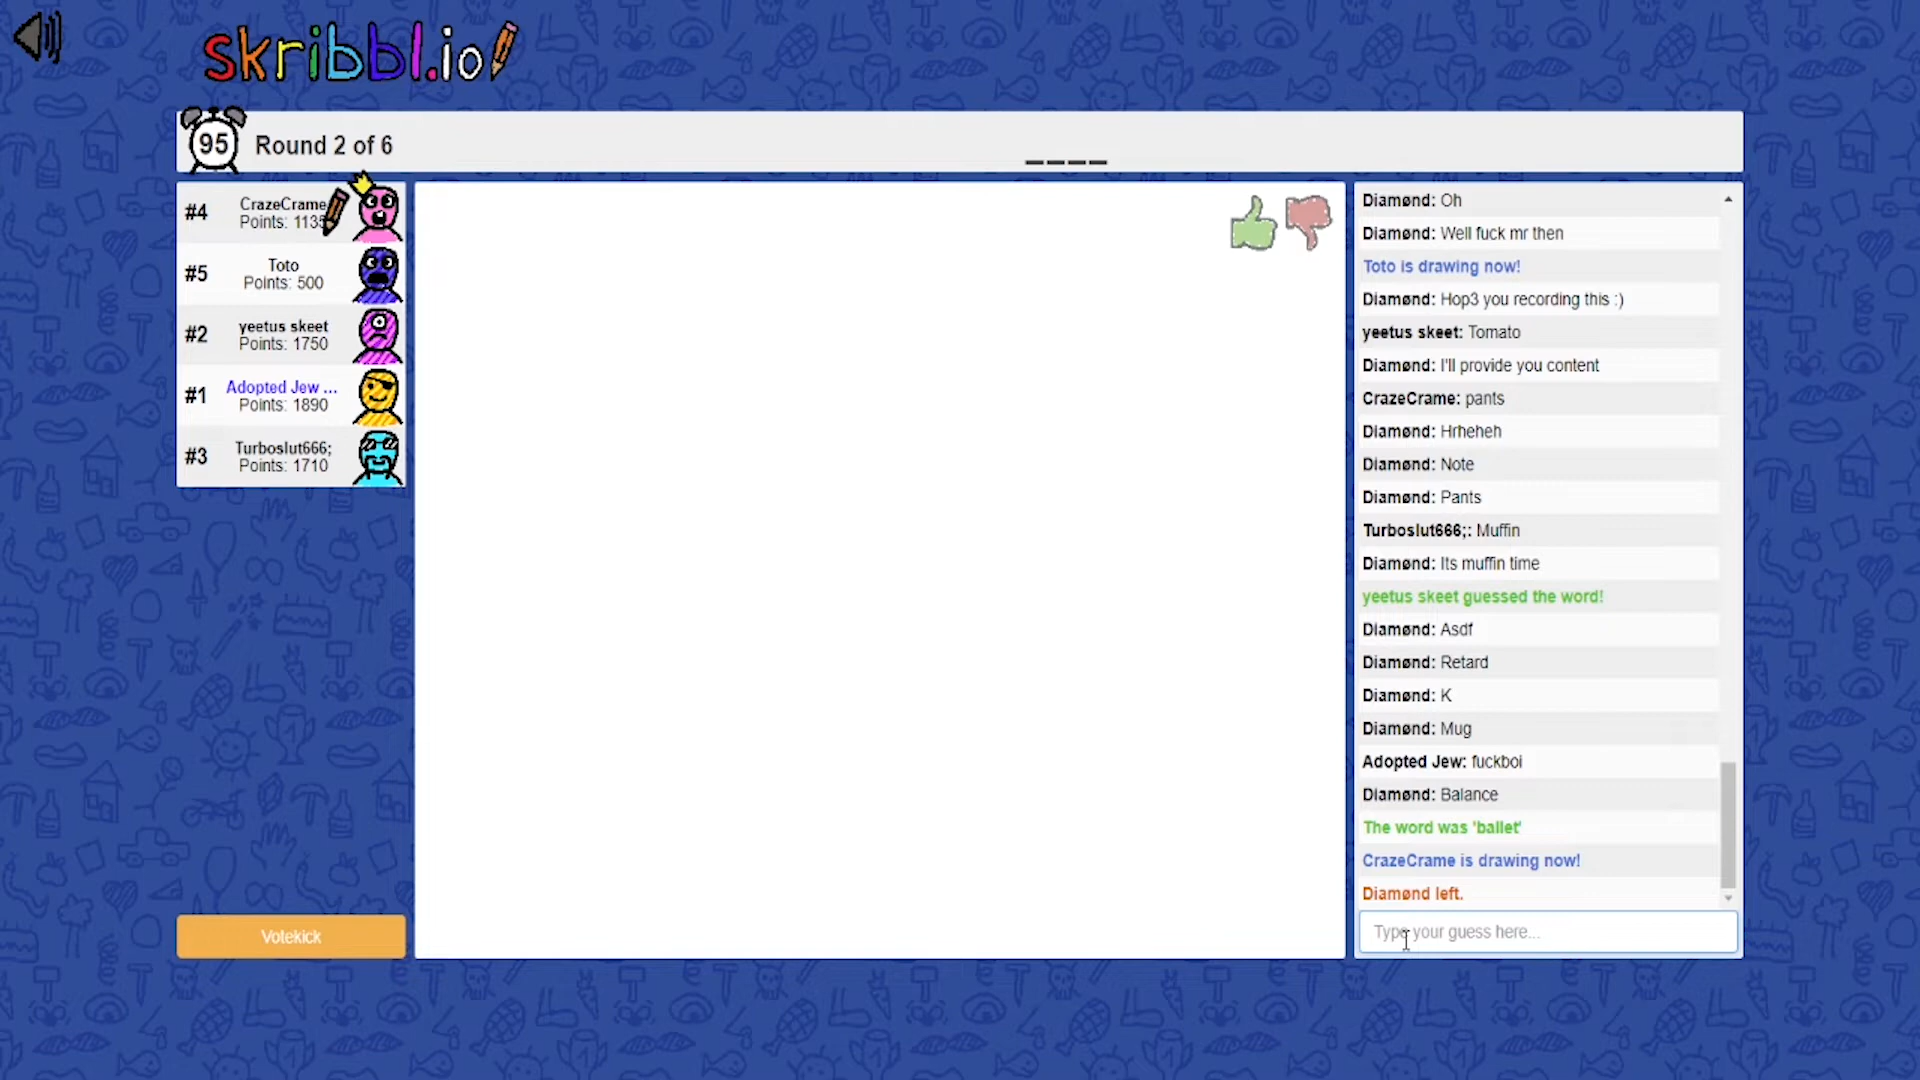 skribbl.io
95
Round 2 of 6
_ _ _ _
#4
CrazeCrame
Points: 1135
#5
Toto
Points: 500
#2
yeetus skeet
Points: 1750
#1
Adopted Jew ...
Points: 1890
#3
Turboslut666;
Points: 1710
Votekick
Diamønd: Oh
Diamønd: Well fuck mr then
Toto is drawing now!
Diamønd: Hop3 you recording this :)
yeetus skeet: Tomato
Diamønd: I'll provide you content
CrazeCrame: pants
Diamønd: Hrheheh
Diamønd: Note
Diamønd: Pants
Turboslut666;: Muffin
Diamønd: Its muffin time
yeetus skeet guessed the word!
Diamønd: Asdf
Diamønd: Retard
Diamønd: K
Diamønd: Mug
Adopted Jew: fuckboi
Diamønd: Balance
The word was 'ballet'
CrazeCrame is drawing now!
Diamønd left.
Type your guess here...